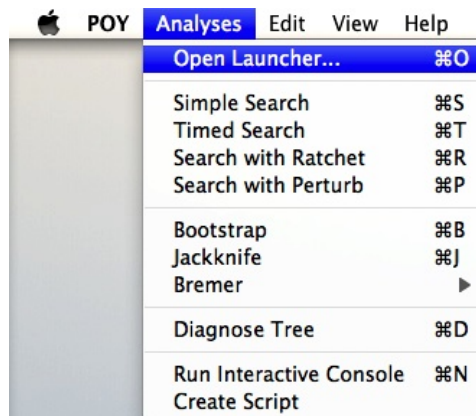 POY Analyses Edit View Help
Open Launcher... ⌘O
Simple Search ⌘S
Timed Search ⌘T
Search with Ratchet ⌘R
Search with Perturb ⌘P
Bootstrap ⌘B
Jackknife ⌘J
Bremer
Diagnose Tree ⌘D
Run Interactive Console ⌘N
Create Script